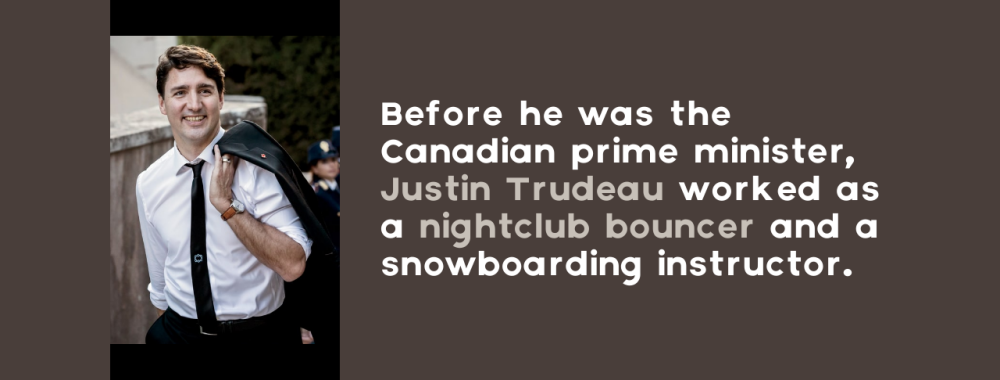 Before he was the
Canadian prime minister,
Justin Trudeau worked as
a nightclub bouncer and a
snowboarding instructor.